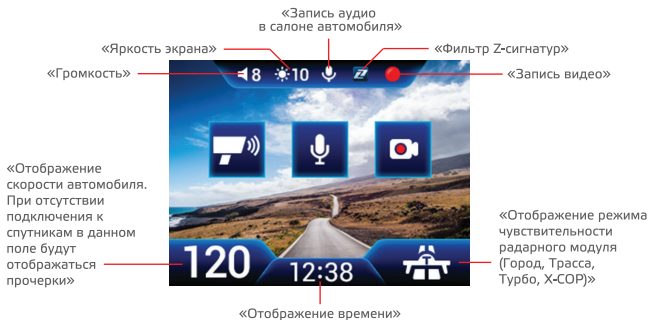 «Запись аудио
в салоне автомобиля»
«Яркость экрана»
«Фильтр Z-сигнатур»
«Громкость»
«Запись видео»
8
10
Z
«Отображение
скорости автомобиля.
При отсутствии
подключения к
спутникам в данном
поле будут
отображаться
прочерки»
120
12:38
«Отображение режима
чувствительности
радарного модуля
(Город, Трасса,
Турбо, X-COP)»
«Отображение времени»